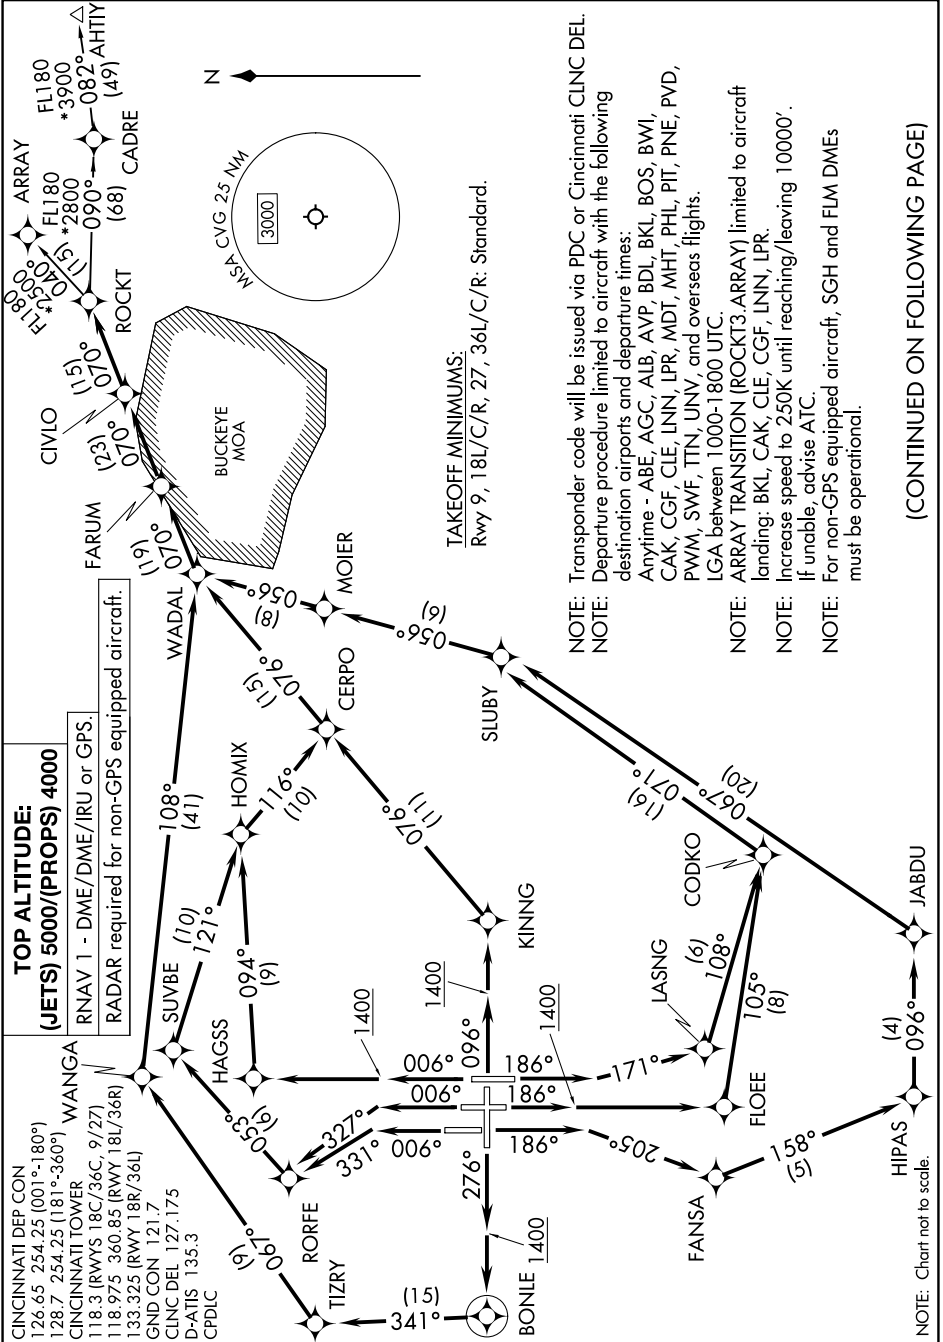 CINCINNATI DEP CON
126.65 254.25 (001°-180°)
128.7 254.25 (181°-360°)
CINCINNATI TOWER
118.3 (RWYS 18C/36C, 9/27)
118.975 360.85 (RWY 18L/36R)
133.325 (RWY 18R/36L)
GND CON 121.7
CLNC DEL 127.175
D-ATIS 135.3
CPDLC
TOP ALTITUDE:
(JETS) 5000/(PROPS) 4000
RNAV 1 - DME/DME/IRU or GPS.
RADAR required for non-GPS equipped aircraft.
WANGA
108°
(41)
SUVBE
(10)
121°
HOMIX
116°
(10)
HAGSS
094°
(9)
053°
(6)
RORFE
067°
(9)
TIZRY
341°
(15)
BONLE
1400
276°
331°
327°
006°
006°
006°
1400
096°
1400
KINNG
076°
(11)
CERPO
076°
(15)
WADAL
056°
(8)
MOIER
056°
(6)
SLUBY
071°
(16)
067°
(20)
CODKO
LASNG
(6)
108°
105°
(8)
FLOEE
186°
186°
186°
1400
171°
205°
FANSA
158°
(5)
HIPAS
(4)
096°
JABDU
(19)
070°
FARUM
(23)
070°
CIVLO
(15)
070°
ROCKT
FL180
*2500
040°
(15)
ARRAY
FL180
*2800
090°
(68)
CADRE
FL180
*3900
082°
(49)
AHTIY
BUCKEYE
MOA
N
MSA CVG 25 NM
3000
TAKEOFF MINIMUMS:
Rwy 9, 18L/C/R, 27, 36L/C/R: Standard.
NOTE: Transponder code will be issued via PDC or Cincinnati CLNC DEL.
NOTE: Departure procedure limited to aircraft with the following
destination airports and departure times:
Anytime - ABE, AGC, ALB, AVP, BDL, BKL, BOS, BWI,
CAK, CGF, CLE, LNN, LPR, MDT, MHT, PHL, PIT, PNE, PVD,
PWM, SWF, TTN, UNV, and overseas flights.
LGA between 1000-1800 UTC.
NOTE: ARRAY TRANSITION (ROCKT3.ARRAY) limited to aircraft
landing: BKL, CAK, CLE, CGF, LNN, LPR.
NOTE: Increase speed to 250K until reaching/leaving 10000'.
If unable, advise ATC.
NOTE: For non-GPS equipped aircraft, SGH and FLM DMEs
must be operational.
(CONTINUED ON FOLLOWING PAGE)
NOTE: Chart not to scale.